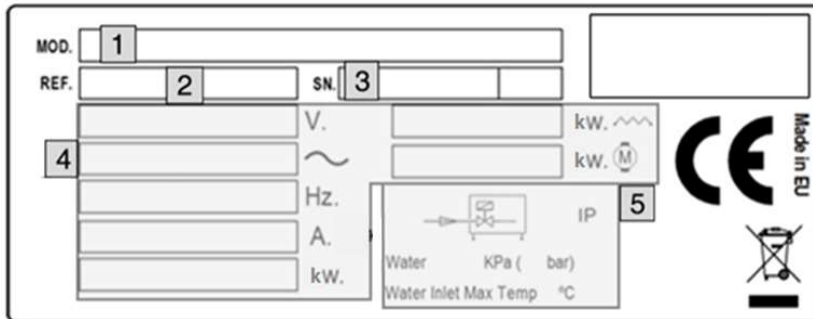 MOD. 1
REF. 2 SN. 3
V. kw.
4 kw. M
Hz.
A.
kw.
5
IP
Water KPa ( bar)
Water Inlet Max Temp ºC
CE
Made in EU